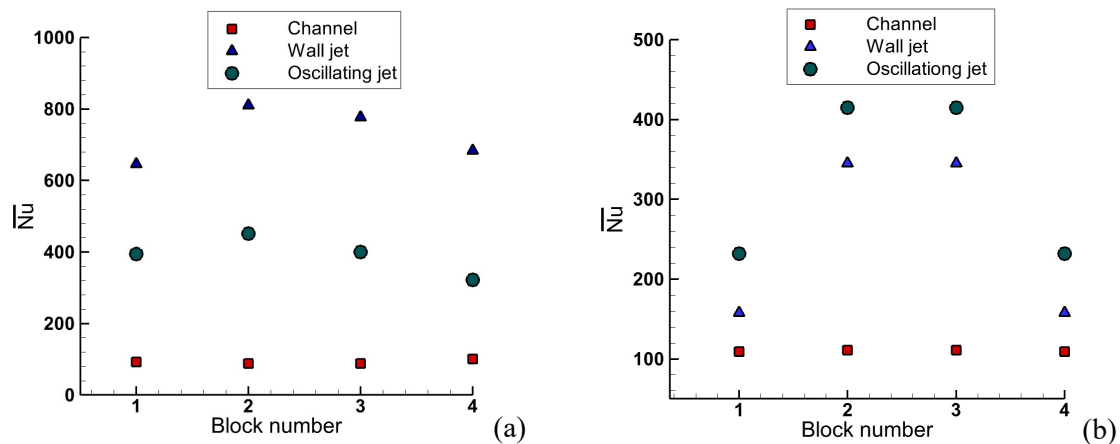 Channel
Wall jet
Oscillating jet
1000
800
600
400
200
0
Nu
1
2
3
4
Block number
(a)
Channel
Wall jet
Oscillationg jet
500
400
300
200
100
Nu
1
2
3
4
Block number
(b)